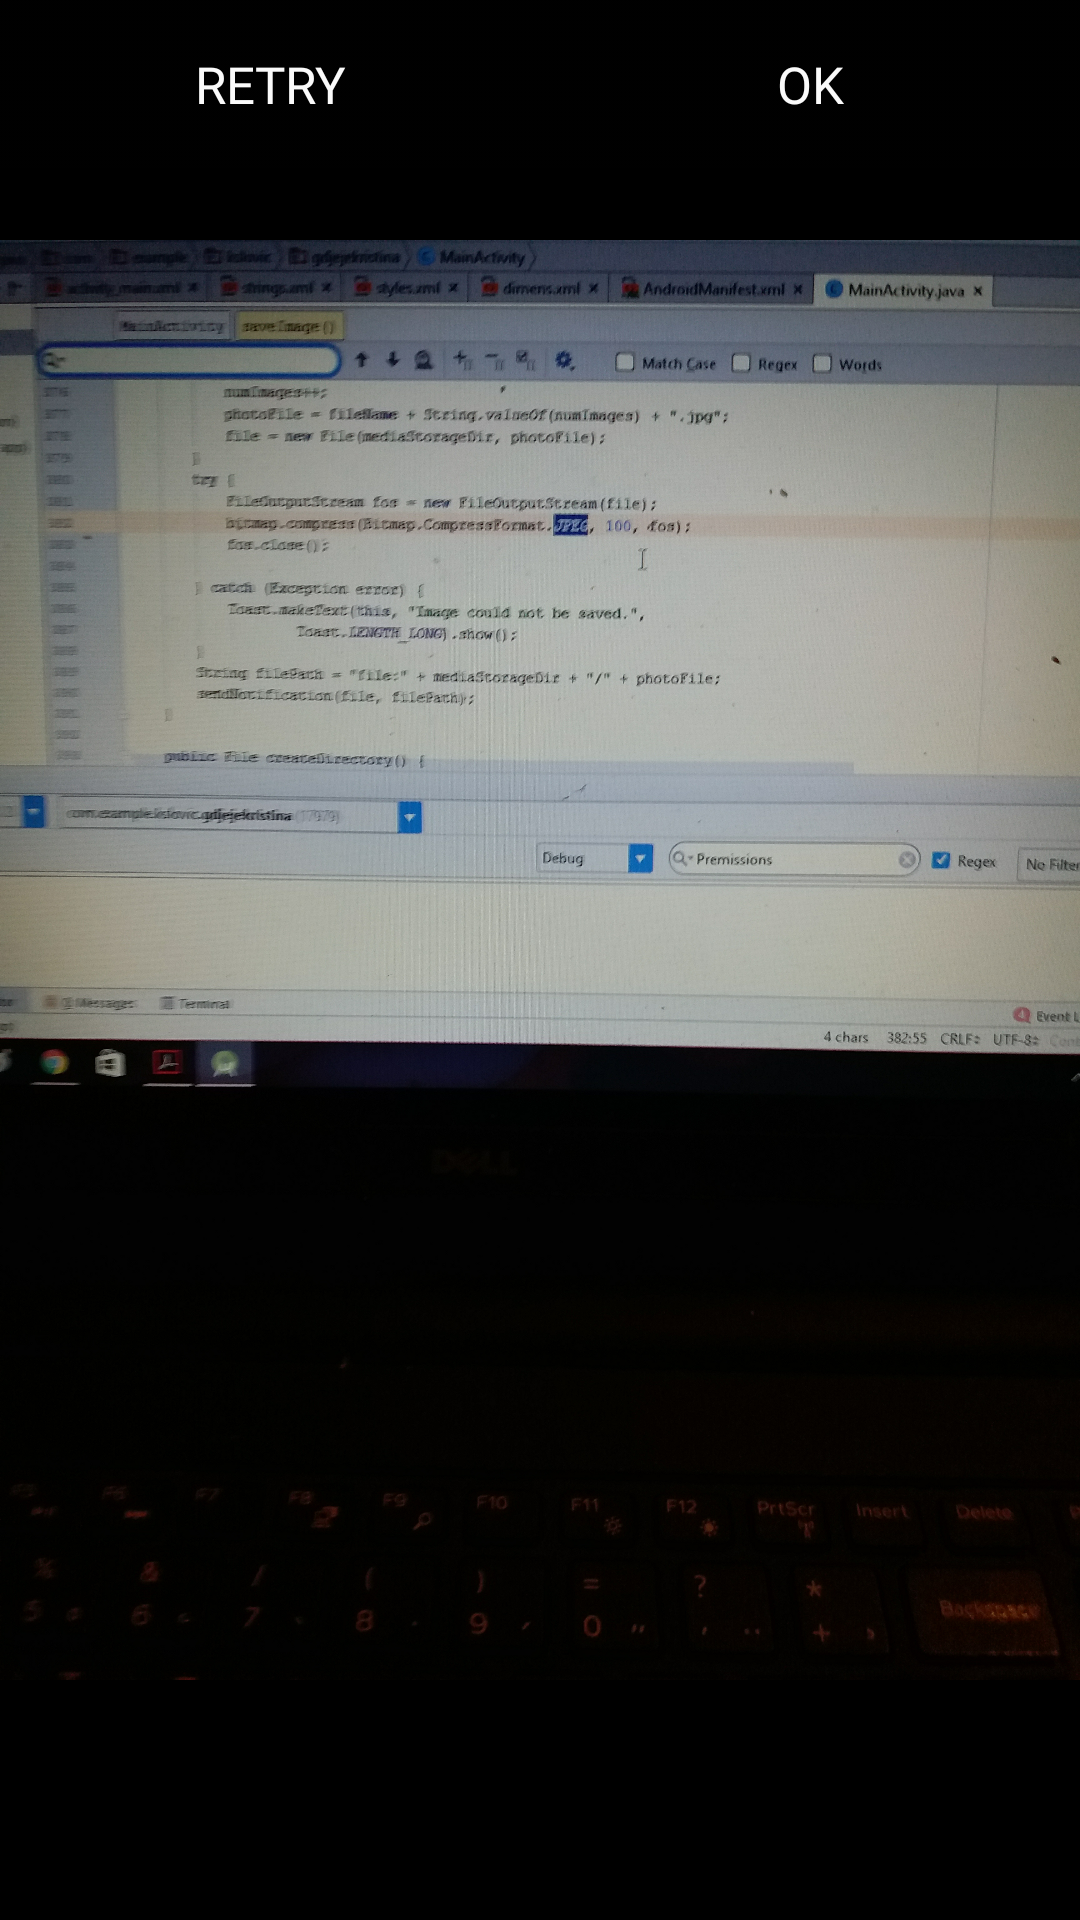 RETRY OK
example kslovic gdjejekristina MainActivity
activity_main.xml strings.xml styles.xml dimens.xml AndroidManifest.xml MainActivity.java
MainActivity saveImage()
Match Case Regex Words
numImages++;
photoFile = fileName + String.valueOf(numImages) + ".jpg";
file = new File(mediaStorageDir, photoFile);
}
try {
FileOutputStream fos = new FileOutputStream(file);
bitmap.compress(Bitmap.CompressFormat.JPEG, 100, fos);
fos.close();
} catch (Exception error) {
Toast.makeText(this, "Image could not be saved.",
Toast.LENGTH_LONG).show();
}
String filePath = "file:" + mediaStorageDir + "/" + photoFile;
sendNotification(file, filePath);
}
public File createDirectory() {
com.example.kslovic.gdjejekristina
Debug Premissions Regex No Filter
Messages Terminal
Event L
4 chars 382:55 CRLF UTF-8
DELL
F6 F7 F8 F9 F10 F11 F12 PrtScr Insert Delete
% & / ( ) = ? *
5 6 7 8 9 0 ' + Backspace